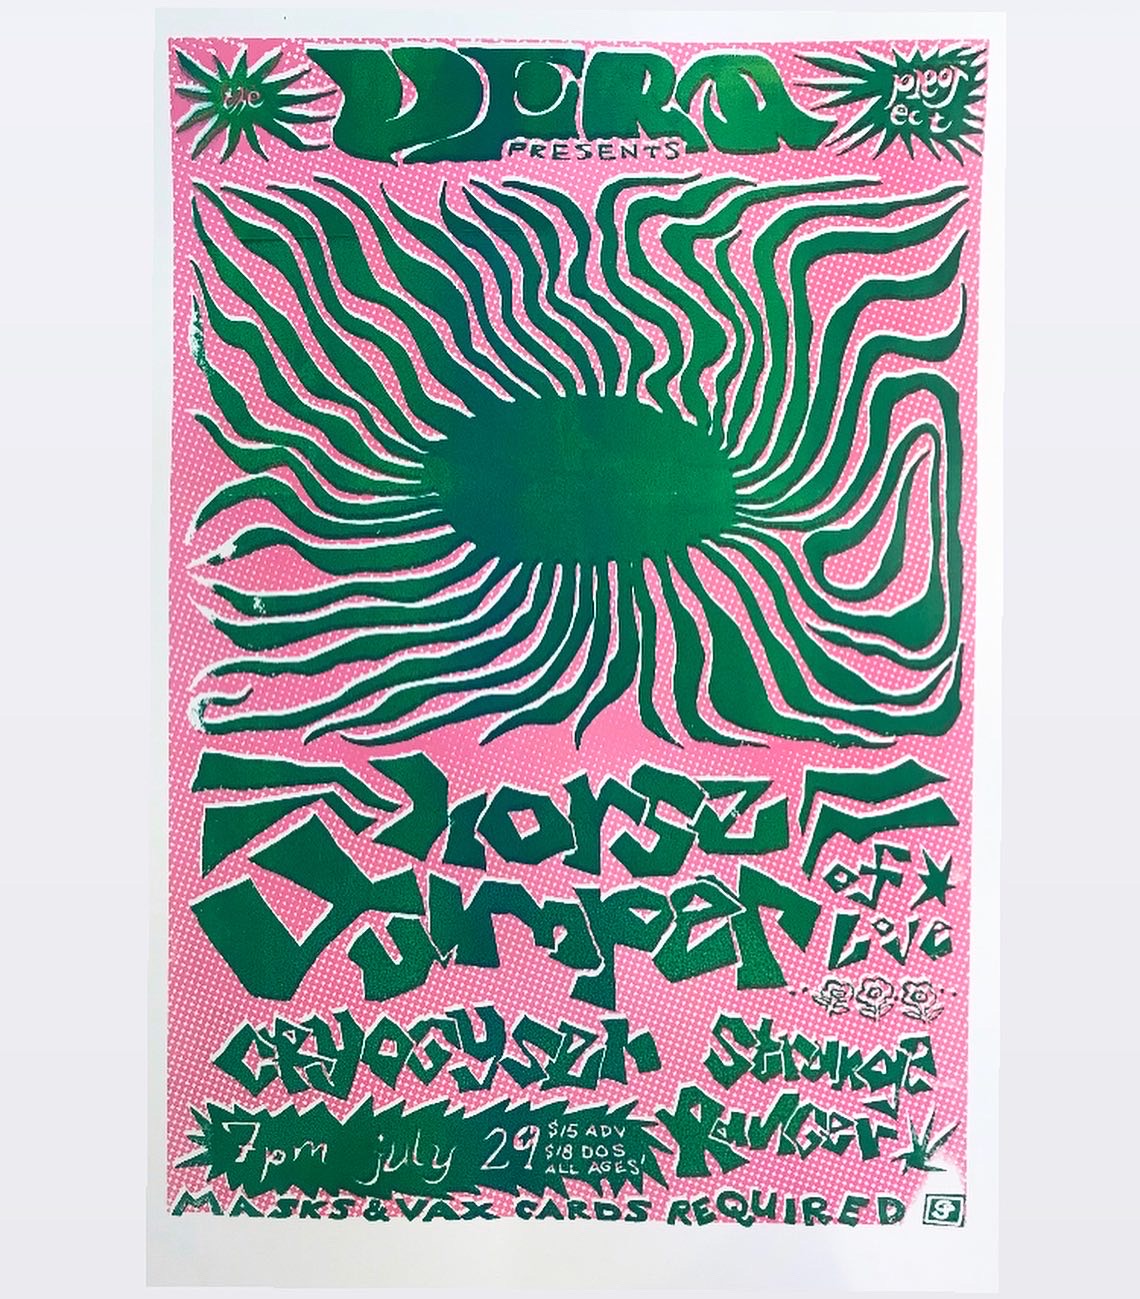 the VERA project
PRESENTS
Horse
Jumper
of
Love
CRYOGEYSER
Strange
Ranger
7pm july 29
$15 ADV
$18 DOS
ALL AGES!
MASKS & VAX CARDS REQUIRED